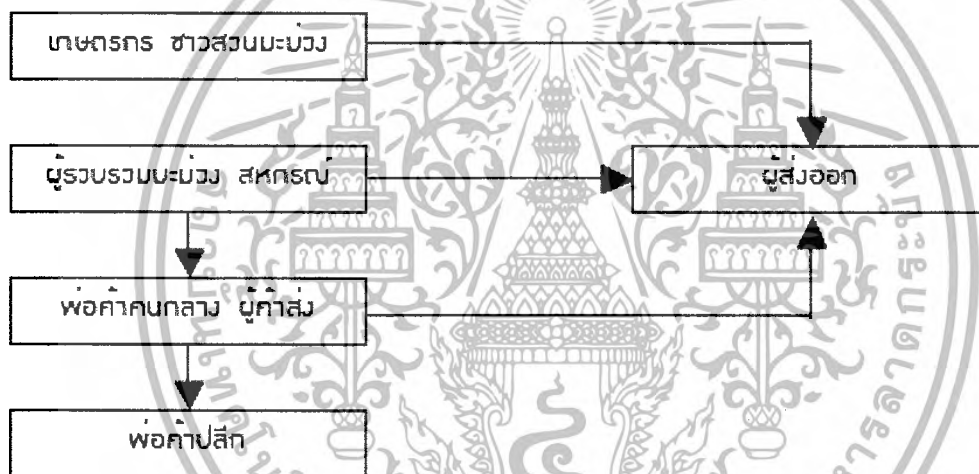 เกษตรกร ชาวสวนมะม่วง
ผู้รวบรวมมะม่วง สหกรณ์
ผู้ส่งออก
พ่อค้าคนกลาง ผู้ค้าส่ง
พ่อค้าปลีก